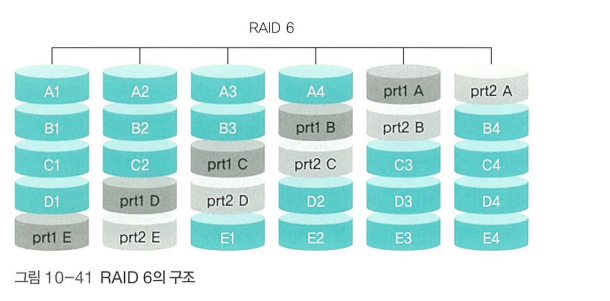 RAID 6
A1 A2 A3 A4 prt1 A prt2 A
B1 B2 B3 prt1 B prt2 B B4
C1 C2 prt1 C prt2 C C3 C4
D1 prt1 D prt2 D D2 D3 D4
prt1 E prt2 E E1 E2 E3 E4
그림 10-41 RAID 6의 구조